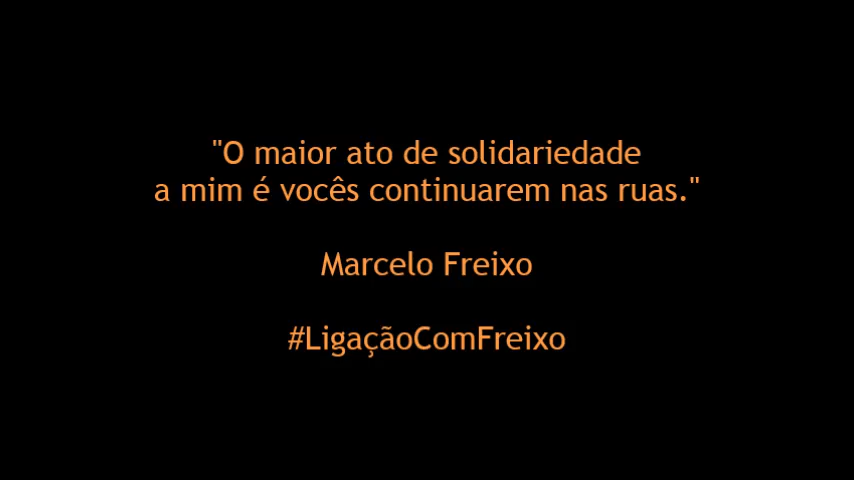 "O maior ato de solidariedade
a mim é vocês continuarem nas ruas."
Marcelo Freixo
#LigaçãoComFreixo